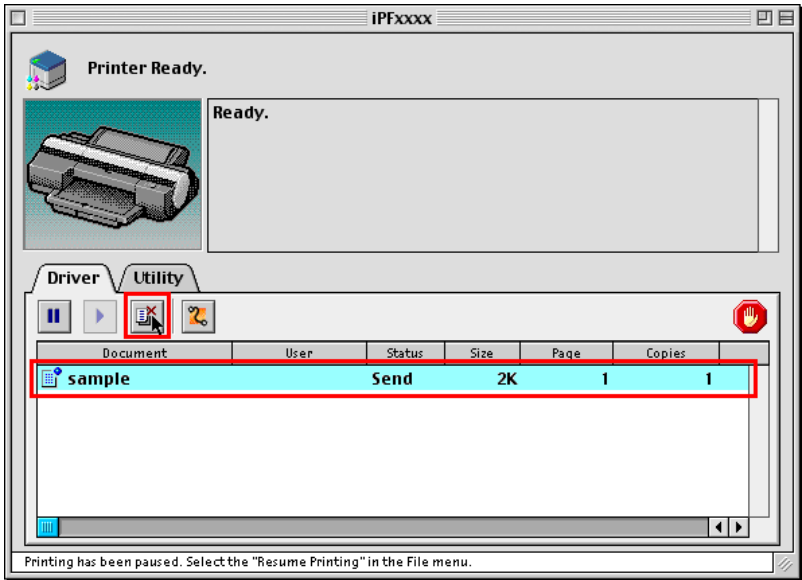 iPFxxxx
Printer Ready.
Ready.
Driver Utility
Document User Status Size Page Copies
sample Send 2K 1 1
Printing has been paused. Select the "Resume Printing" in the File menu.